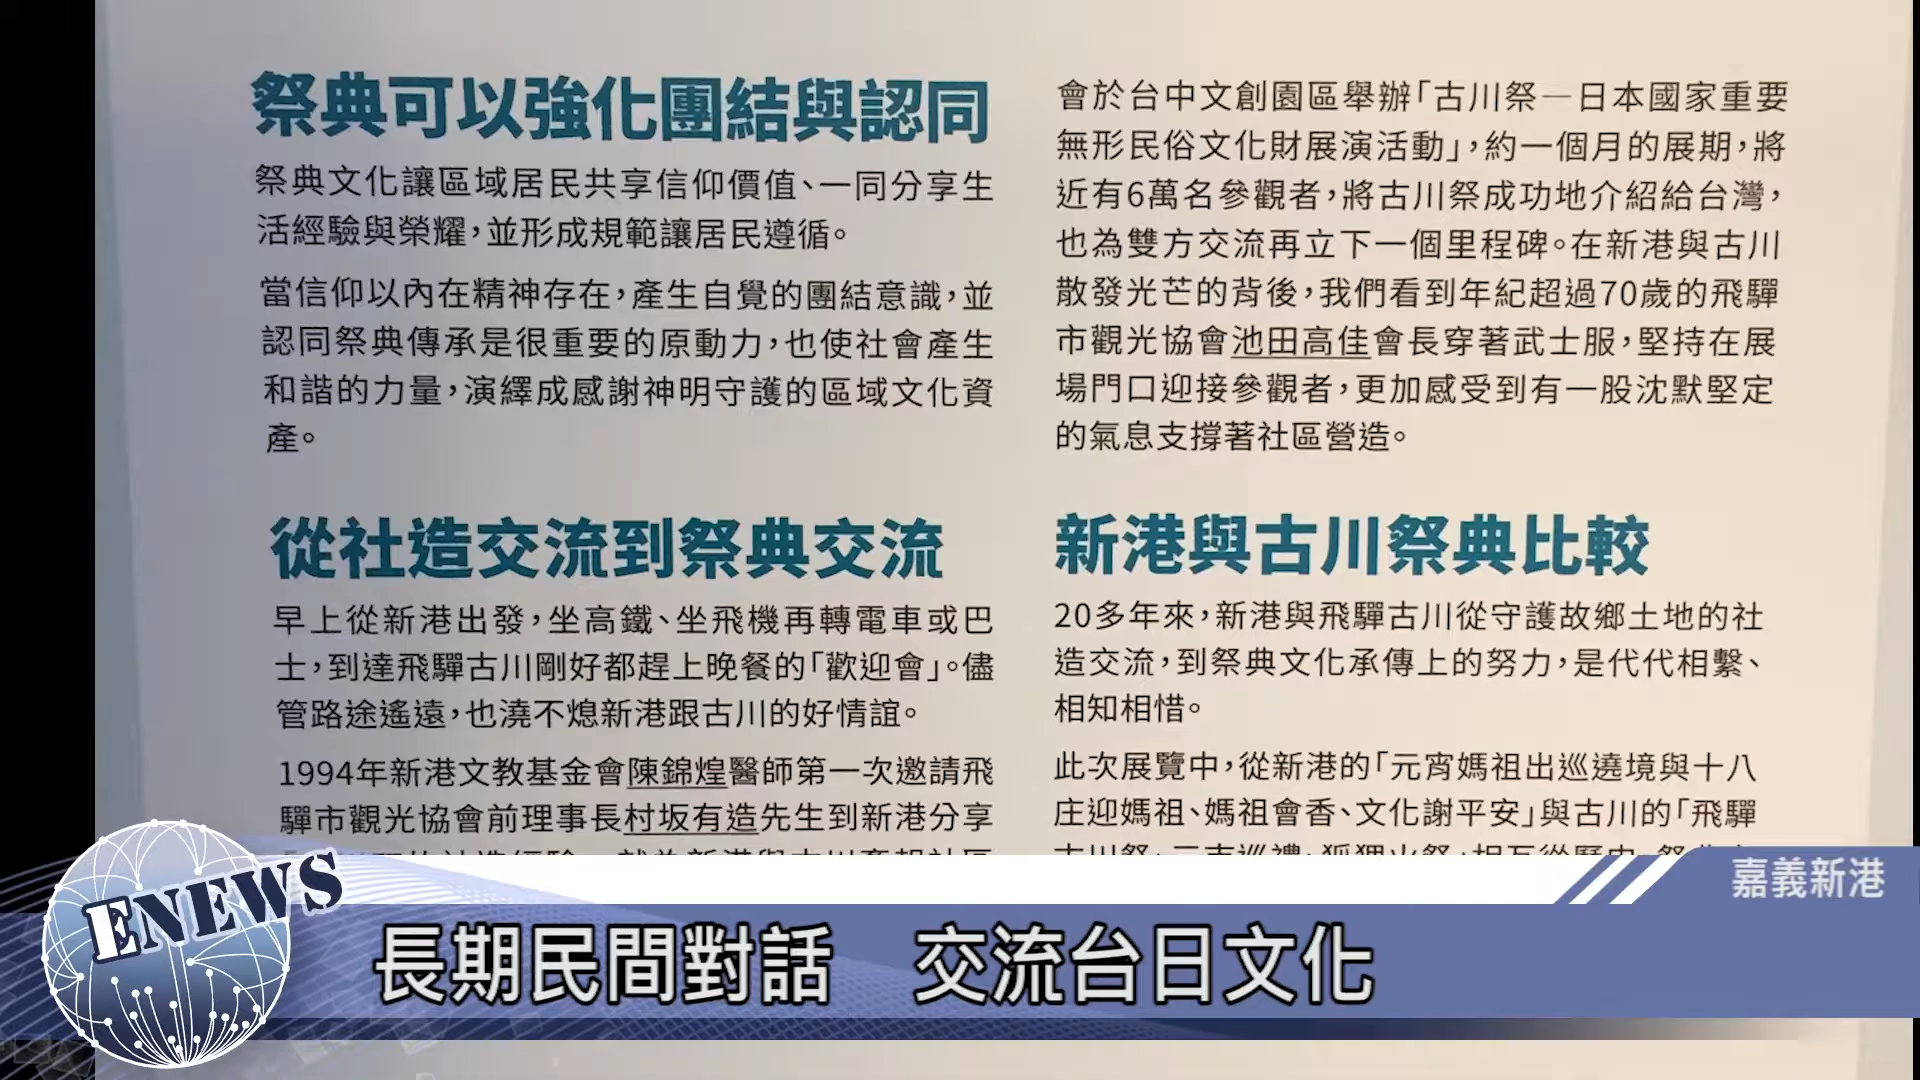 祭典可以強化團結與認同
祭典文化讓區域居民共享信仰價值、一同分享生
活經驗與榮耀,並形成規範讓居民遵循。
當信仰以內在精神存在,產生自覺的團結意識,並
認同祭典傳承是很重要的原動力,也使社會產生
和諧的力量,演繹成感謝神明守護的區域文化資
產。
從社造交流到祭典交流
早上從新港出發,坐高鐵、坐飛機再轉電車或巴
士,到達飛驒古川剛好都趕上晚餐的「歡迎會」。儘
管路途遙遠,也澆不熄新港跟古川的好情誼。
1994年新港文教基金會陳錦煌醫師第一次邀請飛
驒市觀光協會前理事長村坂有造先生到新港分享
會於台中文創園區舉辦「古川祭—日本國家重要
無形民俗文化財展演活動」,約一個月的展期,將
近有6萬名參觀者,將古川祭成功地介紹給台灣,
也為雙方交流再立下一個里程碑。在新港與古川
散發光芒的背後,我們看到年紀超過70歲的飛驒
市觀光協會池田高佳會長穿著武士服,堅持在展
場門口迎接參觀者,更加感受到有一股沈默堅定
的氣息支撐著社區營造。
新港與古川祭典比較
20多年來,新港與飛驒古川從守護故鄉土地的社
造交流,到祭典文化承傳上的努力,是代代相繫、
相知相惜。
此次展覽中,從新港的「元宵媽祖出巡遶境與十八
庄迎媽祖、媽祖會香、文化謝平安」與古川的「飛驒
嘉義新港
ENEWS
長期民間對話 交流台日文化